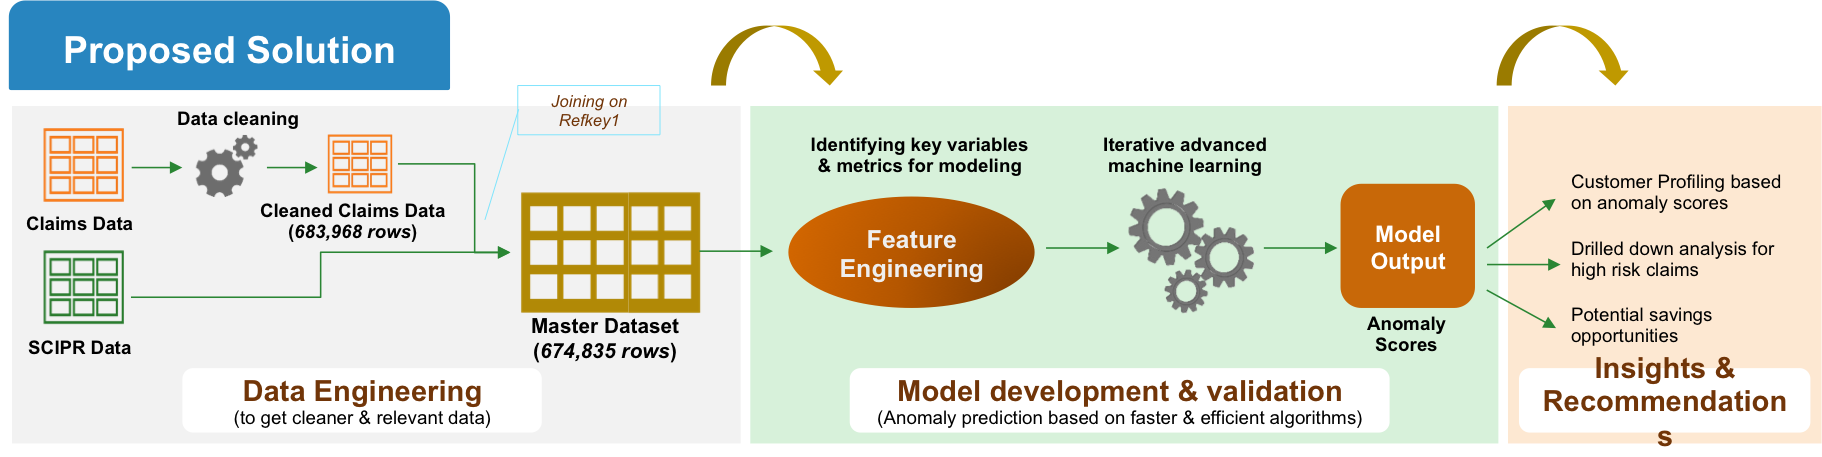 Proposed Solution
Joining on
Refkey1
Data cleaning
Claims Data
Cleaned Claims Data
(683,968 rows)
SCIPR Data
Master Dataset
(674,835 rows)
Data Engineering
(to get cleaner & relevant data)
Identifying key variables
& metrics for modeling
Feature
Engineering
Iterative advanced
machine learning
Model
Output
Anomaly
Scores
Model development & validation
(Anomaly prediction based on faster & efficient algorithms)
Customer Profiling based
on anomaly scores
Drilled down analysis for
high risk claims
Potential savings
opportunities
Insights &
Recommendation
s